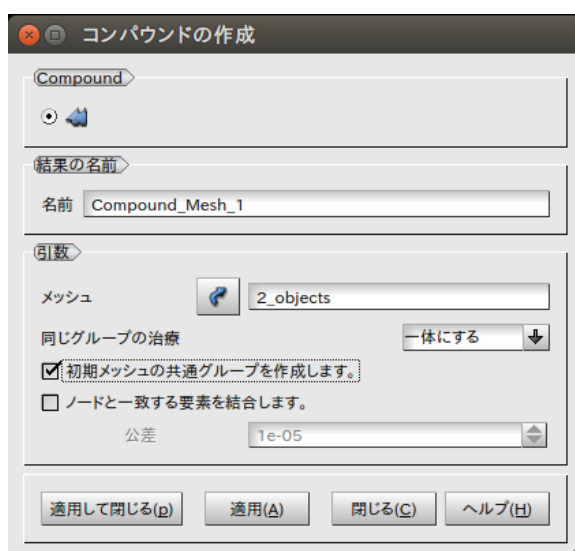 コンパウンドの作成
Compound
結果の名前
名前 Compound_Mesh_1
引数
メッシュ 2_objects
同じグループの治療 一体にする
初期メッシュの共通グループを作成します。
ノードと一致する要素を結合します。
公差 1e-05
適用して閉じる(p) 適用(A) 閉じる(C) ヘルプ(H)